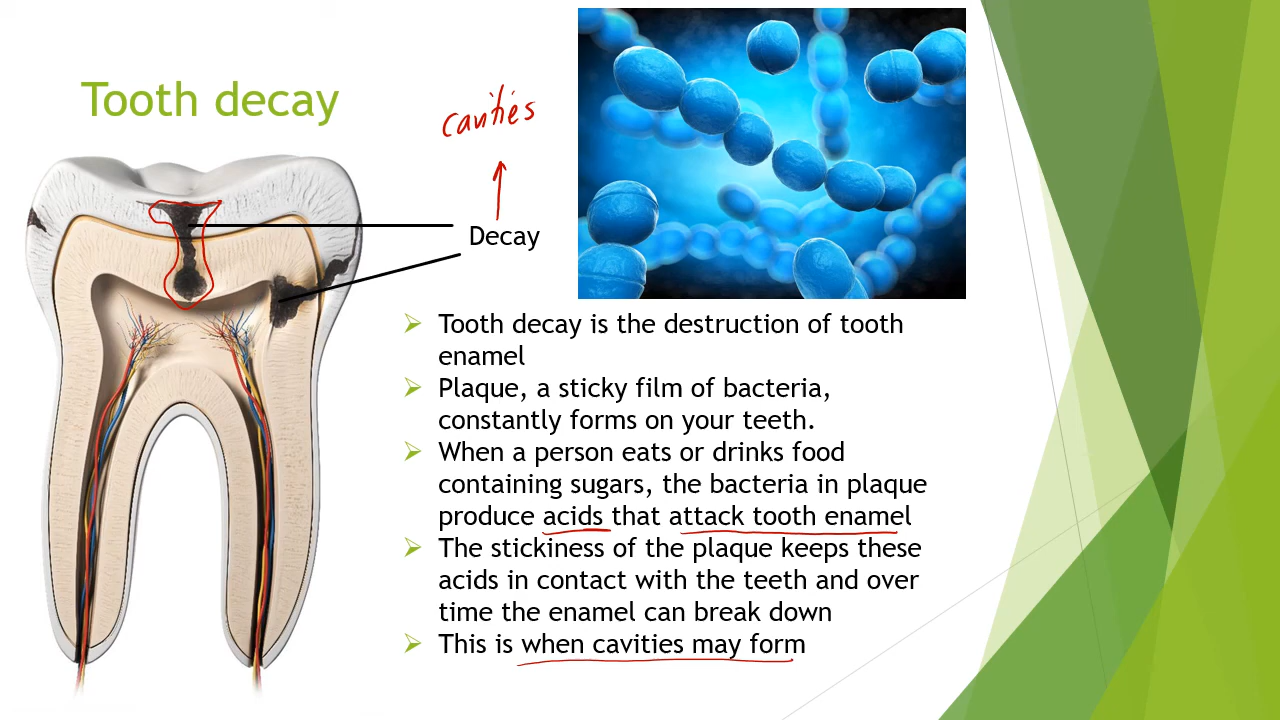 Tooth decay
cavities
Decay
Tooth decay is the destruction of tooth
enamel
Plaque, a sticky film of bacteria,
constantly forms on your teeth.
When a person eats or drinks food
containing sugars, the bacteria in plaque
produce acids that attack tooth enamel
The stickiness of the plaque keeps these
acids in contact with the teeth and over
time the enamel can break down
This is when cavities may form